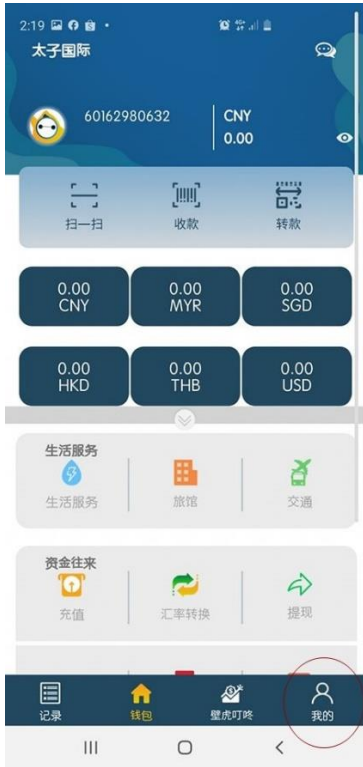 2:19
4G+
太子国际
60162980632
CNY
0.00
扫一扫
收款
转款
0.00
CNY
0.00
MYR
0.00
SGD
0.00
HKD
0.00
THB
0.00
USD
生活服务
生活服务
旅馆
交通
资金往来
充值
汇率转换
提现
记录
钱包
壁虎叮咚
我的